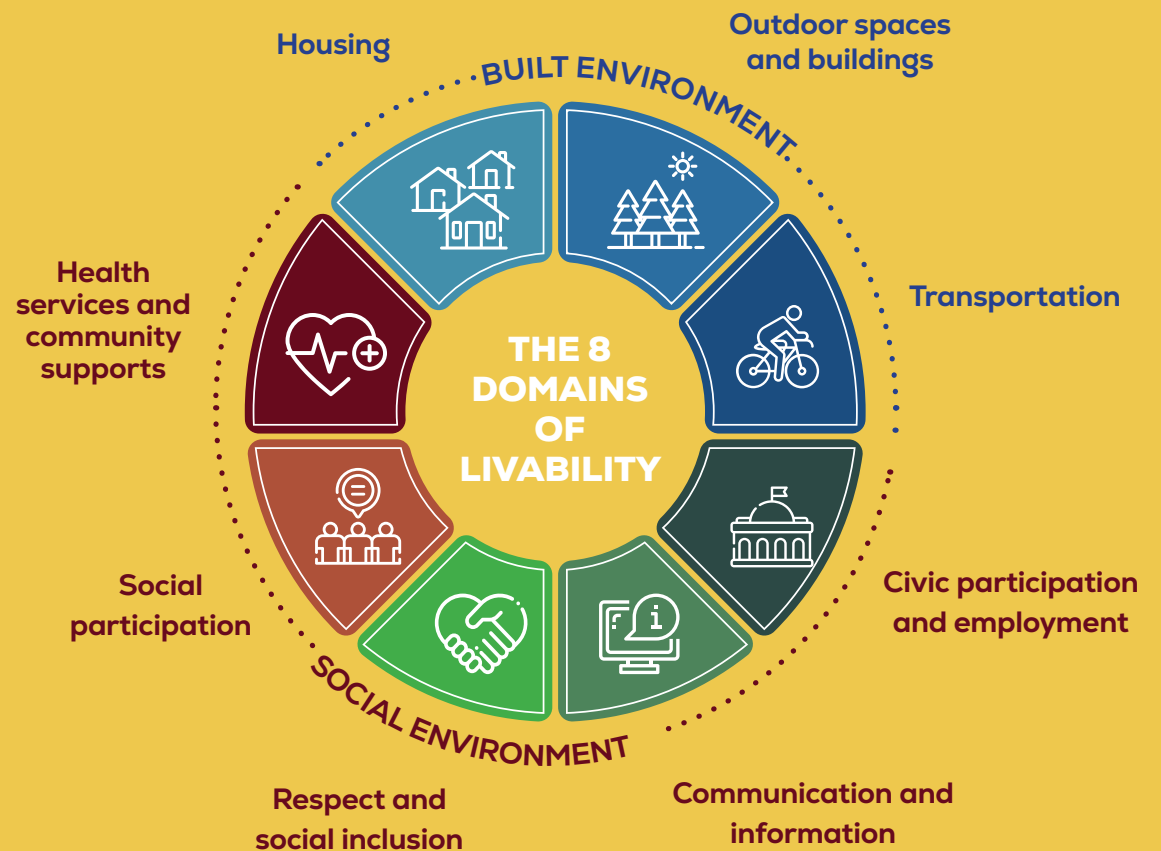 Housing
Outdoor spaces
and buildings
BUILT ENVIRONMENT
Health
services and
community
supports
Transportation
THE 8
DOMAINS
OF
LIVABILITY
i
Social
participation
Civic participation
and employment
SOCIAL ENVIRONMENT
Respect and
social inclusion
Communication and
information